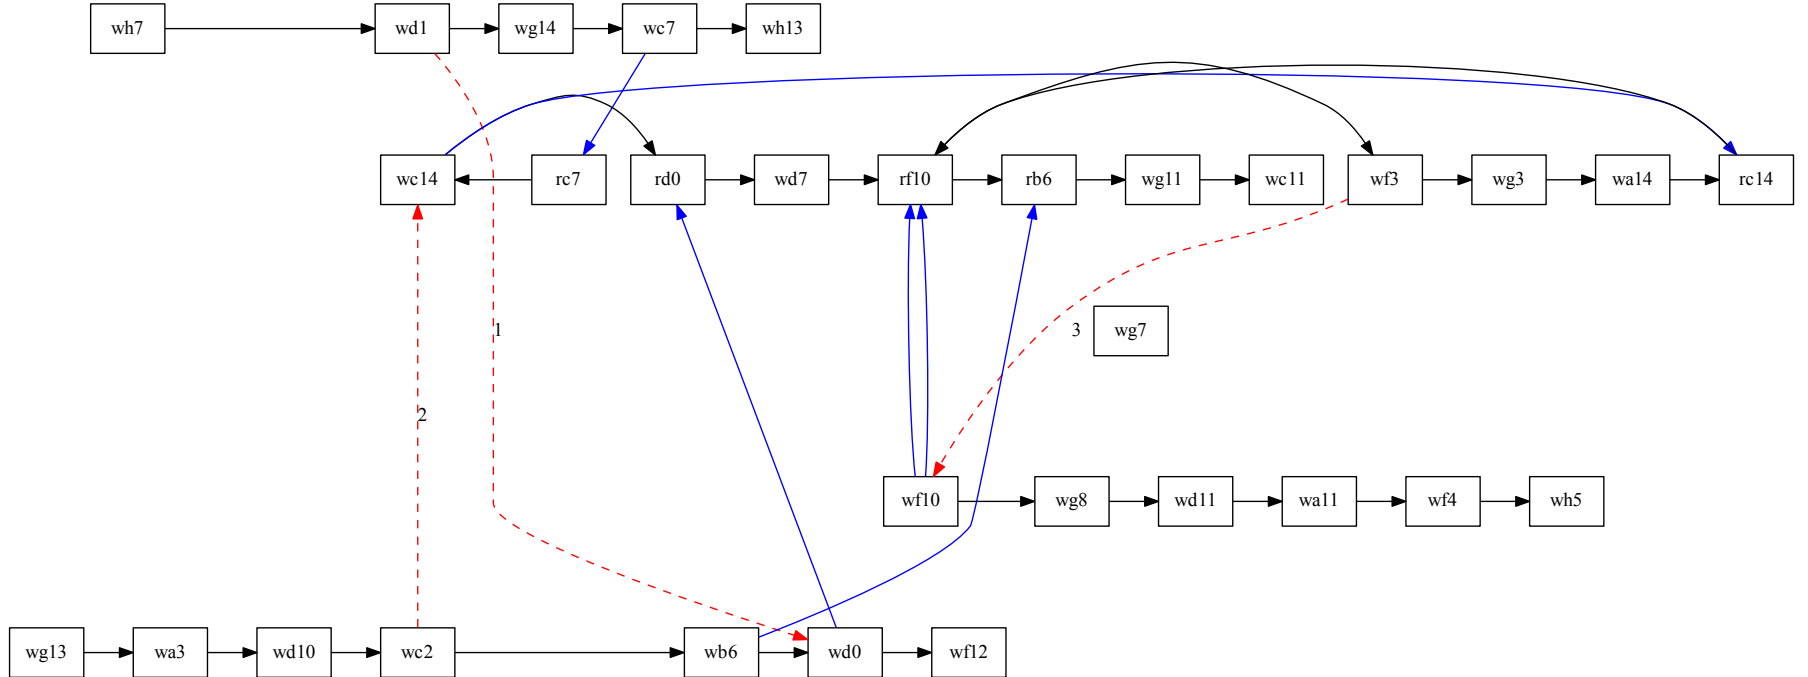 wh7 wd1 wg14 wc7 wh13
wc14 rc7 rd0 wd7 rf10 rb6 wg11 wc11 wf3 wg3 wa14 rc14
1 3 wg7
2
wf10 wg8 wd11 wa11 wf4 wh5
wg13 wa3 wd10 wc2 wb6 wd0 wf12